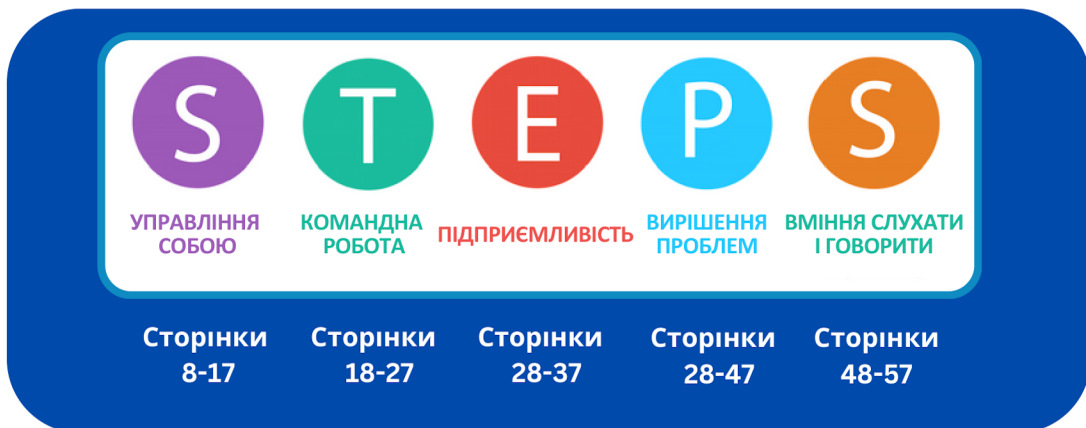 S T E P S
УПРАВЛІННЯ
СОБОЮ
КОМАНДНА
РОБОТА
ПІДПРИЄМЛИВІСТЬ
ВИРІШЕННЯ
ПРОБЛЕМ
ВМІННЯ СЛУХАТИ
І ГОВОРИТИ
Сторінки
8-17
Сторінки
18-27
Сторінки
28-37
Сторінки
28-47
Сторінки
48-57